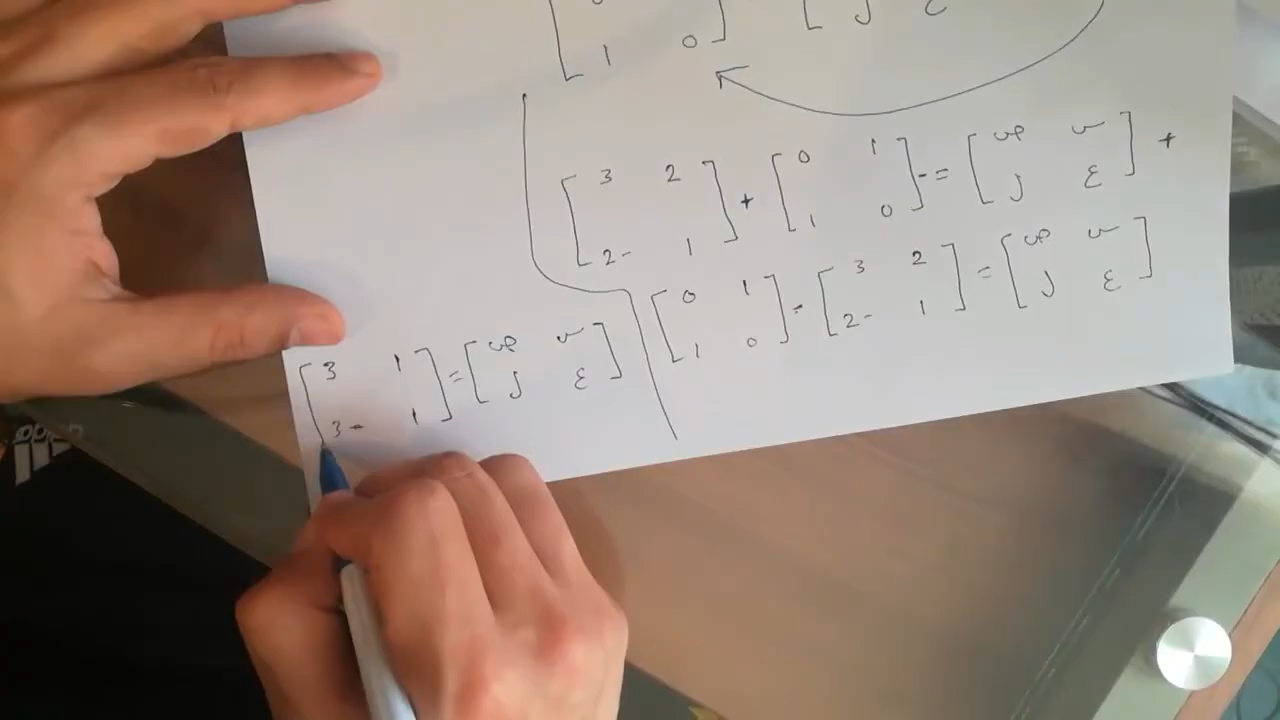 ع ل 0 1
+ [س ص ; ع ل] = - [1 0 ; 0 1] + [2 3 ; 1 -2]
[س ص ; ع ل] = [2 3 ; 1 -2] - [1 0 ; 0 1]
[س ص ; ع ل] = [1 3 ; 1 -3]